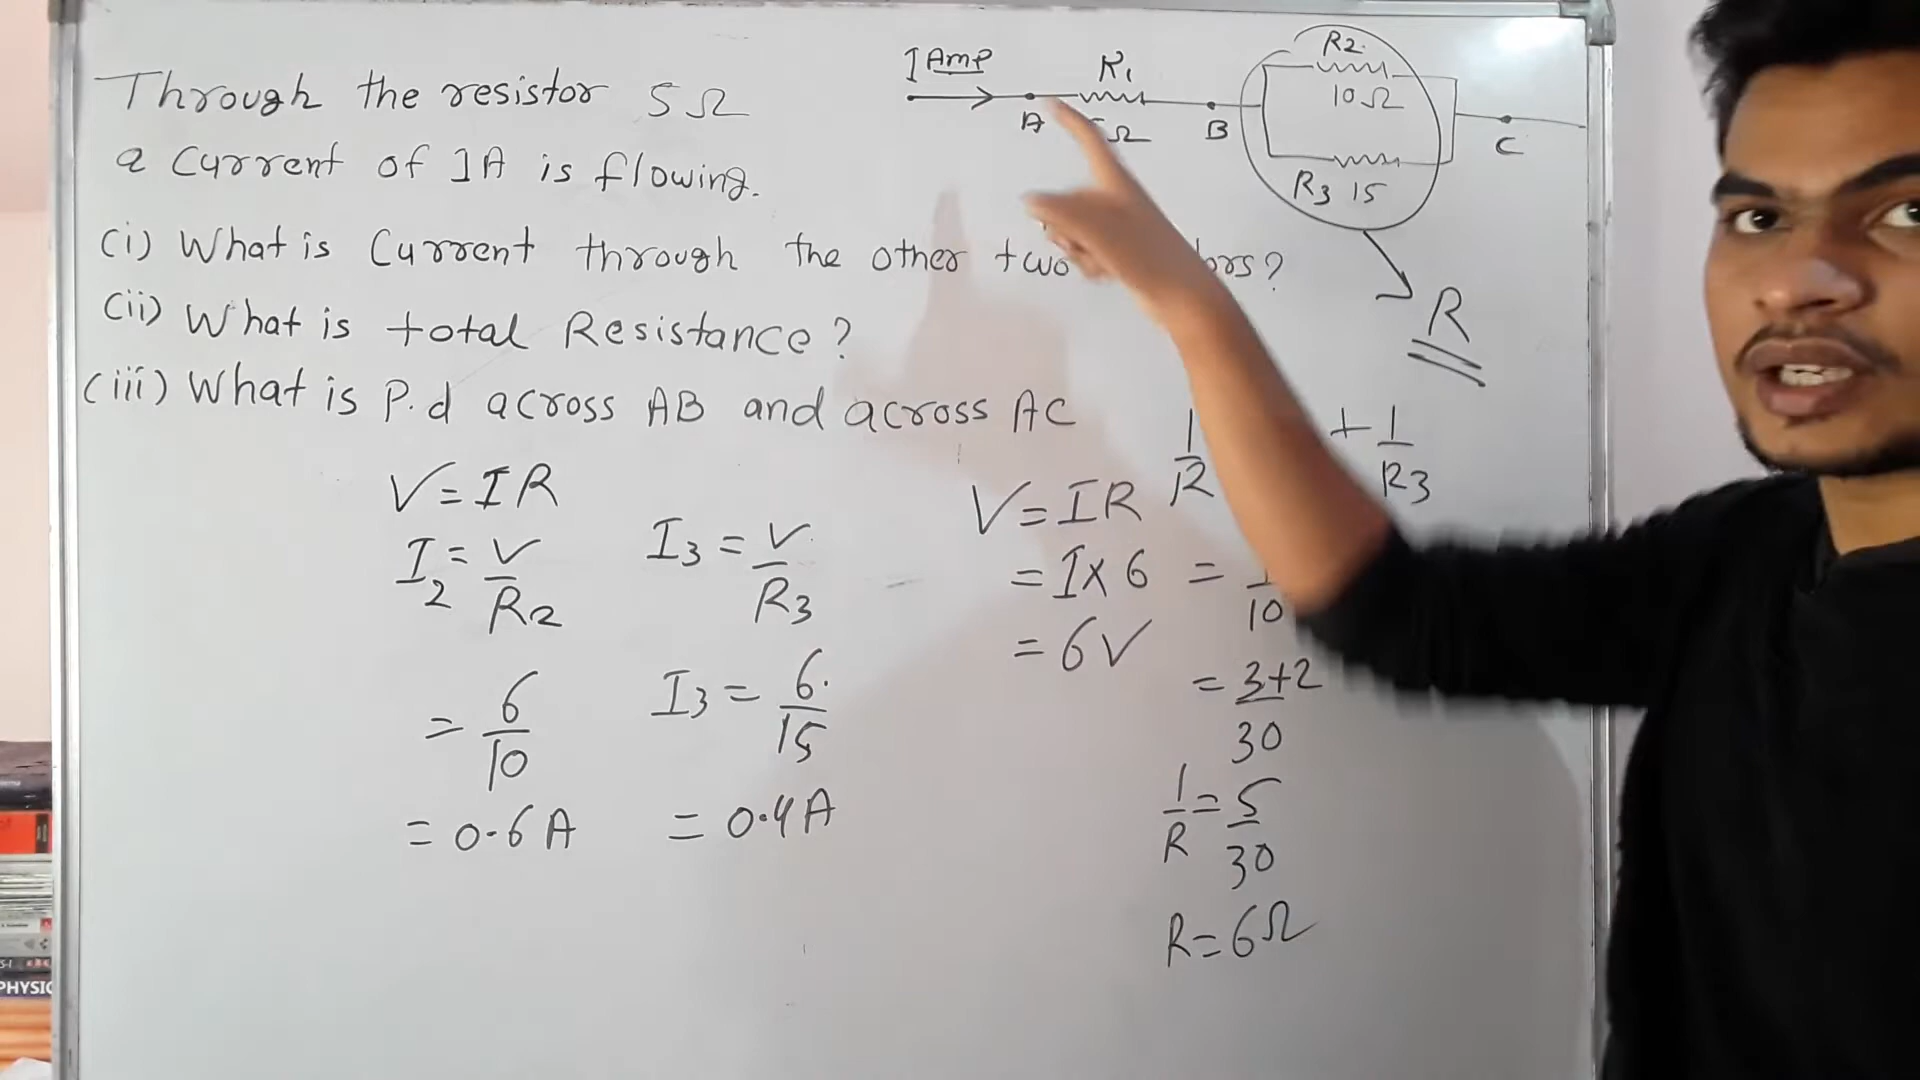 Through the resistor 5Ω
a Current of 1A is flowing.
(i) What is Current through the other two
(ii) What is total Resistance?
(iii) What is P.d across AB and across AC
1 Amp
R1
A
Ω
B
R2
10Ω
R3 15
C
R
V=IR
I2=V/R2
=6/10
=0.6A
I3=V/R3
I3=6/15
=0.4A
V=IR
=1×6
=6V
1/R
+1/R3
=
10
=3+2/30
1/R=5/30
R=6Ω
PHYSIC